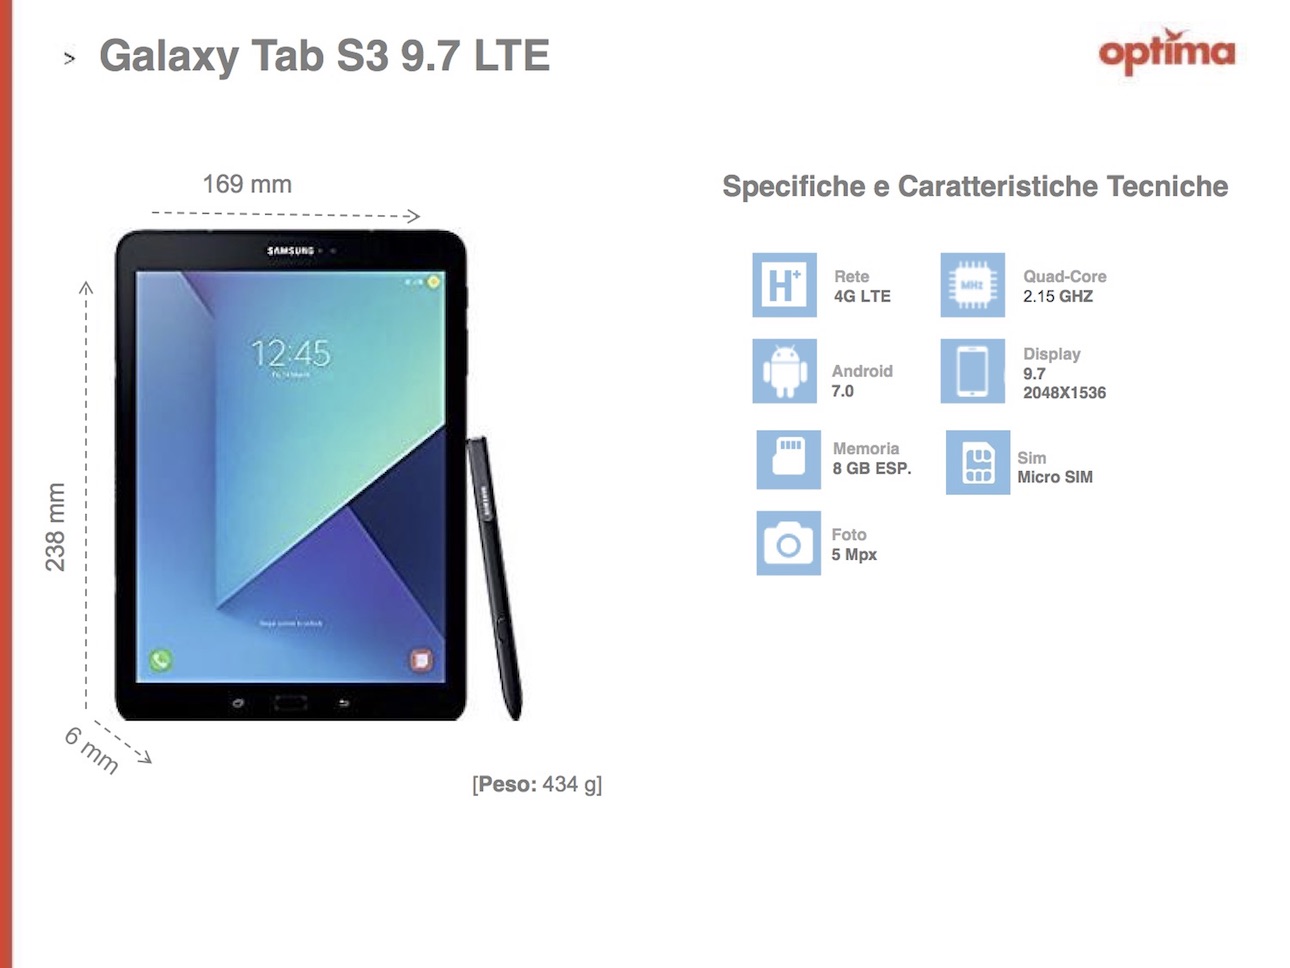 > Galaxy Tab S3 9.7 LTE
optima
169 mm
Specifiche e Caratteristiche Tecniche
SAMSUNG
12:45
238 mm
6 mm
SAMSUNG
[Peso: 434 g]
H+
Rete
4G LTE
MHz
Quad-Core
2.15 GHZ
Android
7.0
Display
9.7
2048X1536
Memoria
8 GB ESP.
Sim
Micro SIM
Foto
5 Mpx